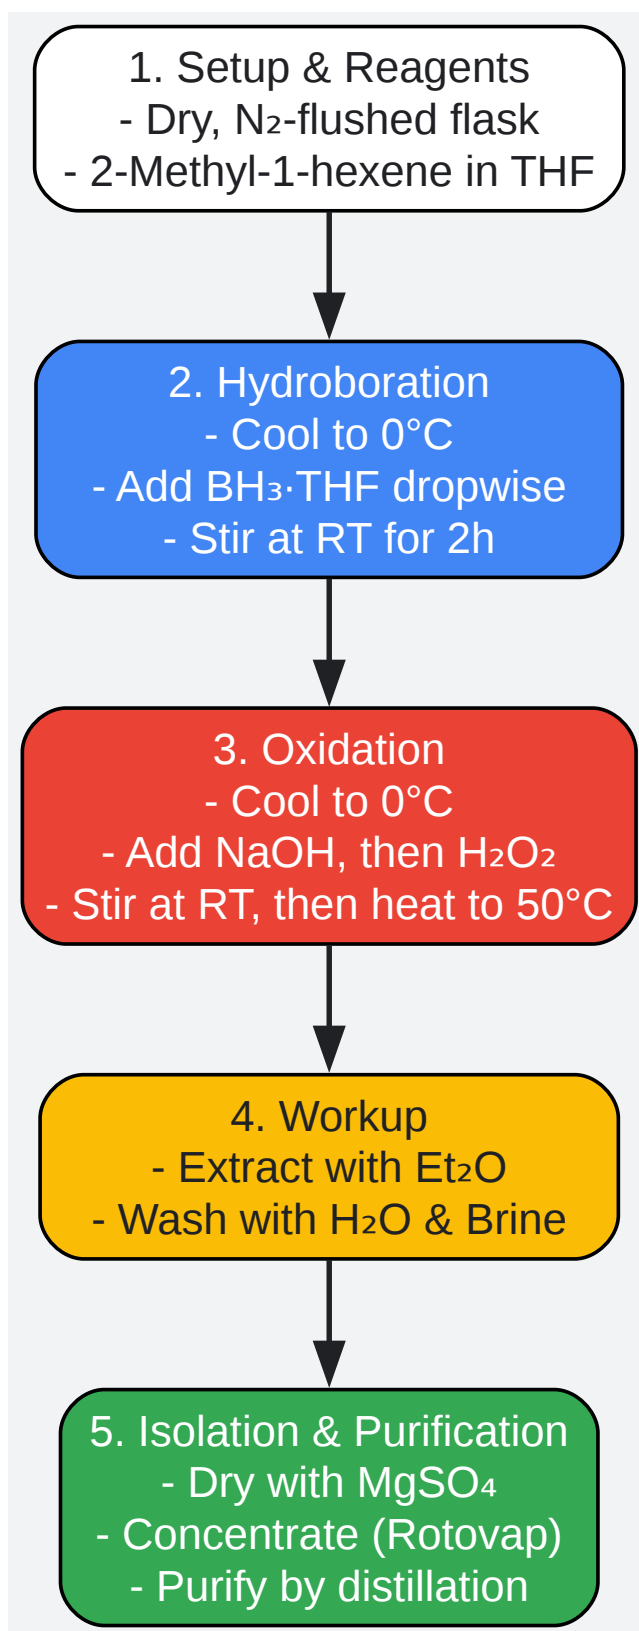 1. Setup & Reagents
- Dry, N₂-flushed flask
- 2-Methyl-1-hexene in THF
2. Hydroboration
- Cool to 0°C
- Add BH₃·THF dropwise
- Stir at RT for 2h
3. Oxidation
- Cool to 0°C
- Add NaOH, then H₂O₂
- Stir at RT, then heat to 50°C
4. Workup
- Extract with Et₂O
- Wash with H₂O & Brine
5. Isolation & Purification
- Dry with MgSO₄
- Concentrate (Rotovap)
- Purify by distillation